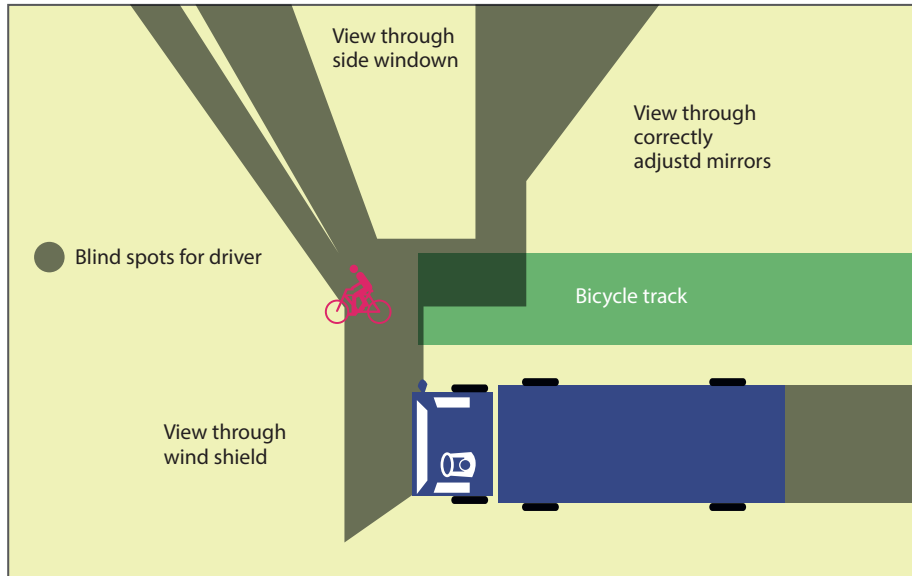 View through
side windown
View through
correctly
adjustd mirrors
Blind spots for driver
Bicycle track
View through
wind shield